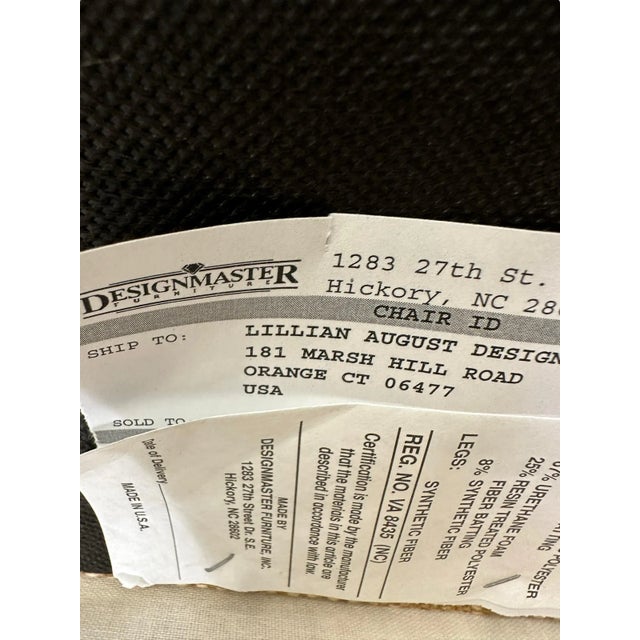 DESIGNMASTER
FURNITURE
1283 27th St.
Hickory, NC 28
CHAIR ID
SHIP TO:
LILLIAN AUGUST DESIGN
181 MARSH HILL ROAD
ORANGE CT 06477
USA
SOLD TO
Date of Delivery
MADE IN U.S.A.
MADE BY
DESIGNMASTER FURNITURE, INC.
1283 27th Street Dr. S.E.
Hickory, NC 28602
Certification is made by the manufacturer
that the materials in this article are
described in accordance with law.
REG. NO. VA 8435 (NC)
SYNTHETIC FIBER
LEGS:
8% SYNTHETIC FIBER
FIBER BATTING POLYESTER
RESIN TREATED
25% URETHANE FOAM